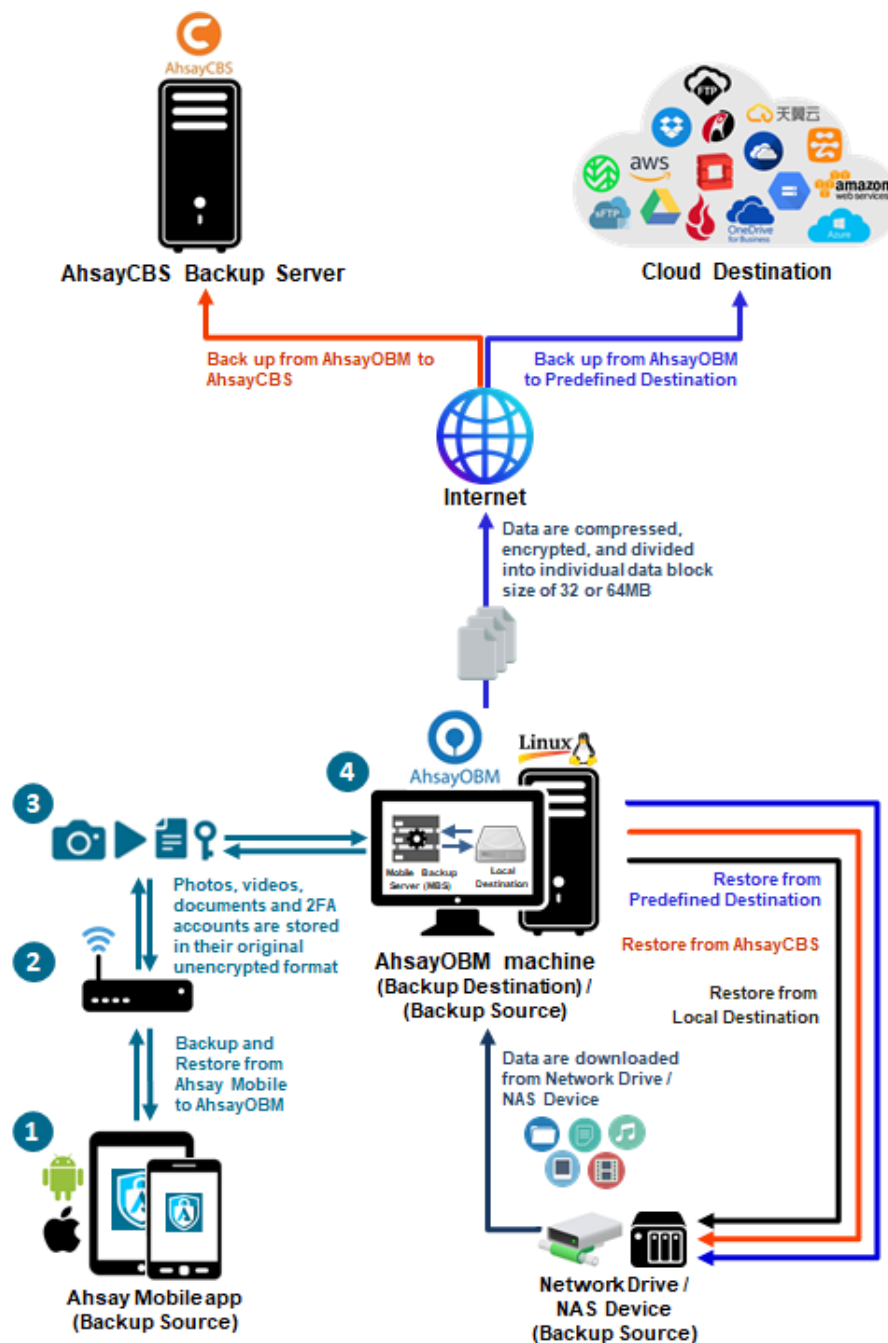 AhsayCBS
AhsayCBS Backup Server
FTP
天翼云
aws
amazon
web services
sFTP
OneDrive
for Business
Azure
Cloud Destination
Back up from AhsayOBM to
AhsayCBS
Back up from AhsayOBM
to Predefined Destination
Internet
Data are compressed,
encrypted, and divided
into individual data block
size of 32 or 64MB
AhsayOBM
Linux
4
3
Mobile Backup
Server (MBS)
Local
Destination
Photos, videos,
documents and 2FA
accounts are stored
in their original
unencrypted format
2
AhsayOBM machine
(Backup Destination) /
(Backup Source)
Restore from
Predefined Destination
Restore from AhsayCBS
Restore from
Local Destination
Backup and
Restore from
Ahsay Mobile
to AhsayOBM
Data are downloaded
from Network Drive /
NAS Device
1
A
A
Ahsay Mobile app
(Backup Source)
Network Drive /
NAS Device
(Backup Source)